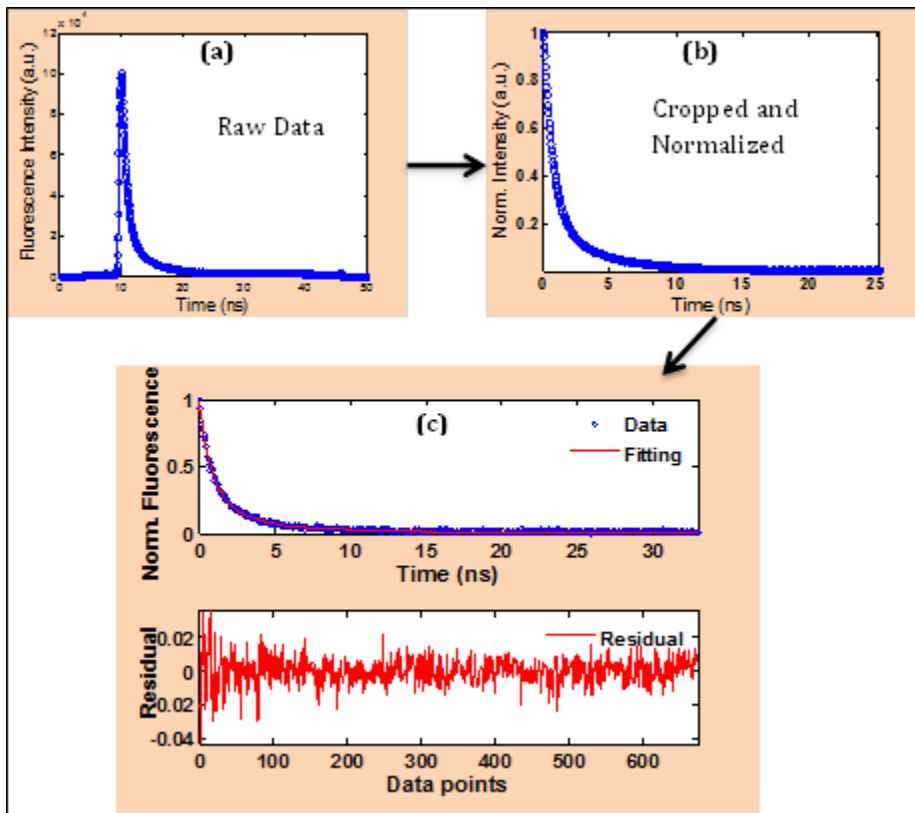 x 10⁴
12
10
8
6
4
2
0
Fluorescence Intensity (a.u.)
(a)
Raw Data
0 10 20 30 40 50
Time (ns)
1
0.8
0.6
0.4
0.2
Norm. Intensity (a.u.)
(b)
Cropped and
Normalized
0 5 10 15 20 25
Time (ns)
Norm. Fluorescence
1
0.5
0
(c)
Data
Fitting
0 5 10 15 20 25 30
Time (ns)
Residual
0.02
0
-0.02
-0.04
Residual
0 100 200 300 400 500 600
Data points